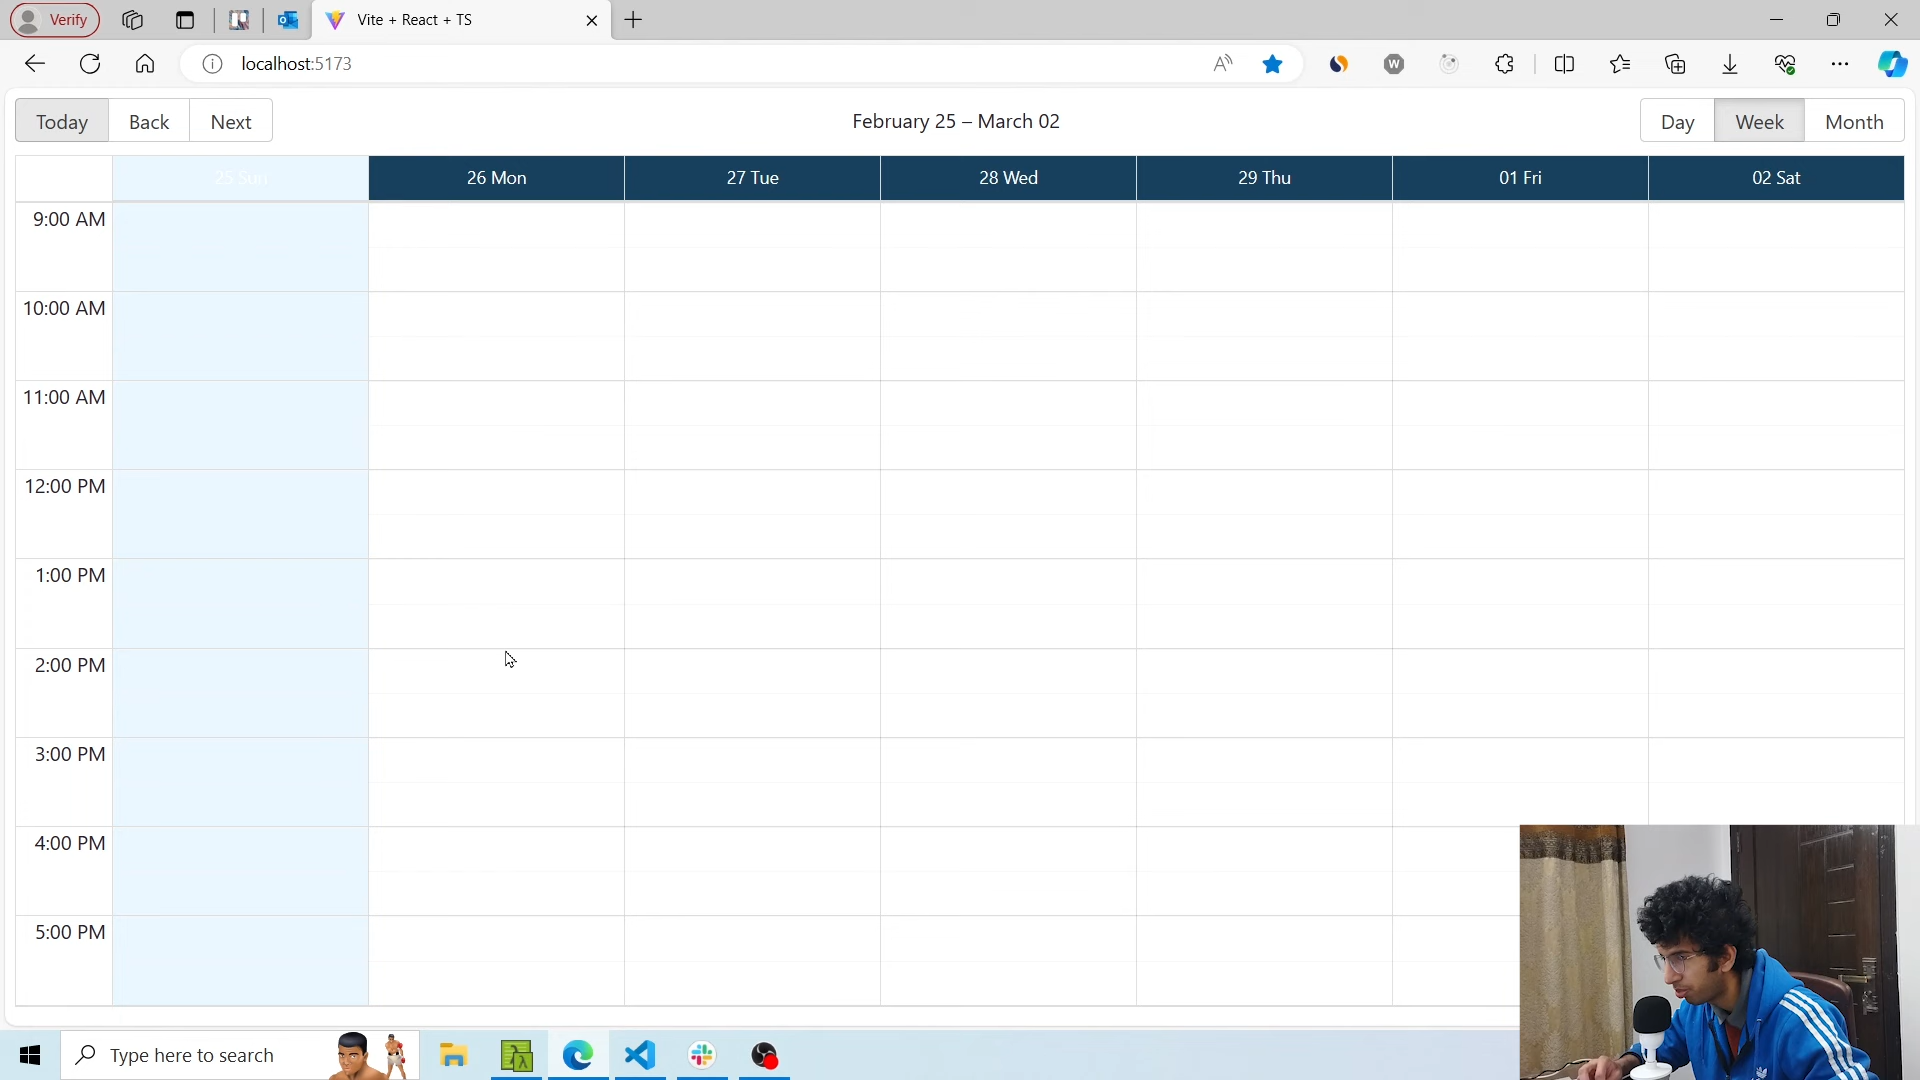 Verify
Vite + React + TS
localhost:5173
W
Today
Back
Next
February 25 – March 02
Day
Week
Month
25 Sun
26 Mon
27 Tue
28 Wed
29 Thu
01 Fri
02 Sat
9:00 AM
10:00 AM
11:00 AM
12:00 PM
1:00 PM
2:00 PM
3:00 PM
4:00 PM
5:00 PM
Type here to search